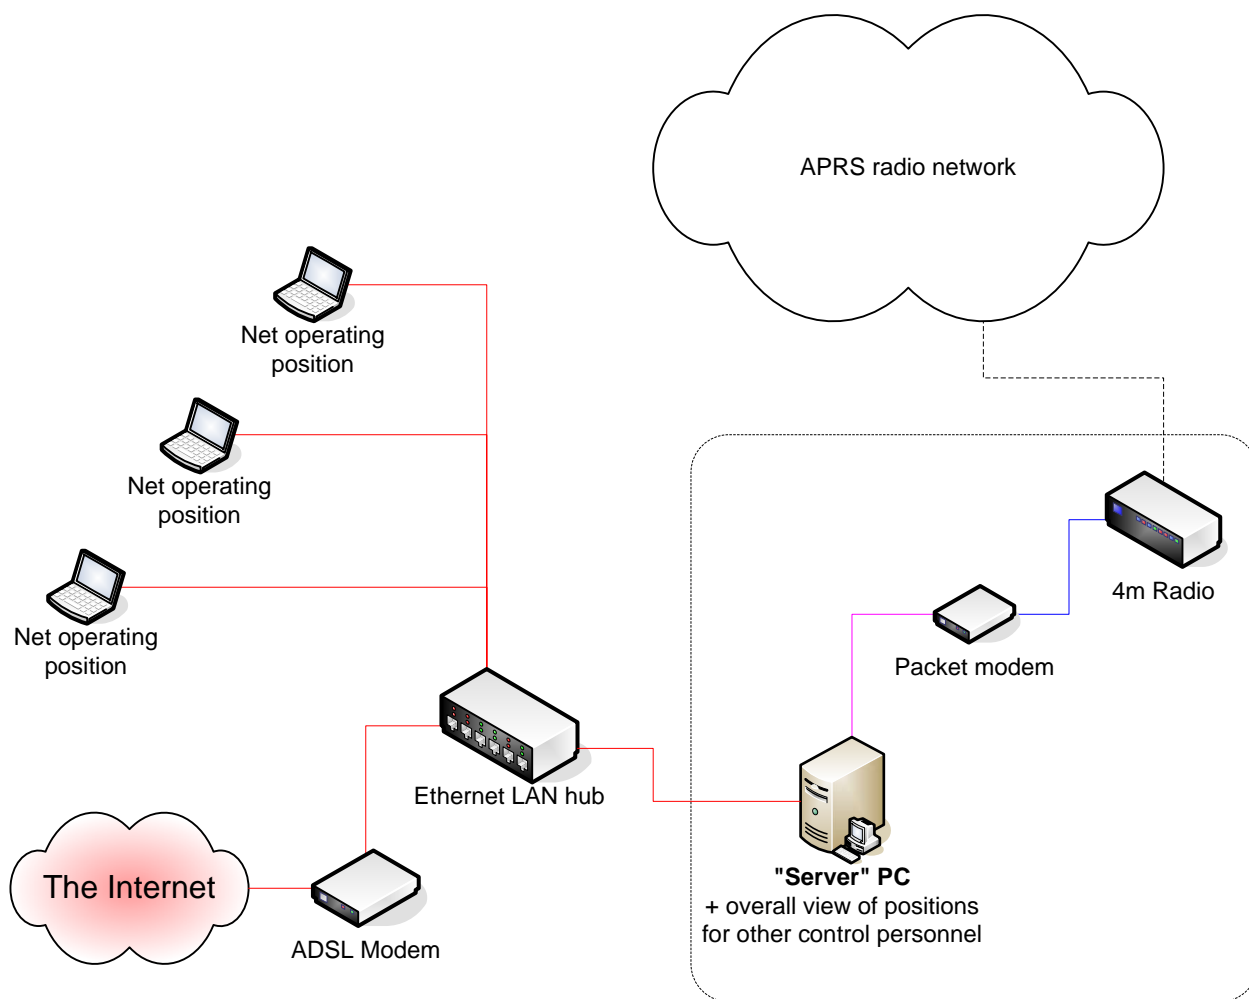 APRS radio network
Net operating
position
Net operating
position
Net operating
position
4m Radio
Packet modem
Ethernet LAN hub
The Internet
ADSL Modem
"Server" PC
+ overall view of positions
for other control personnel